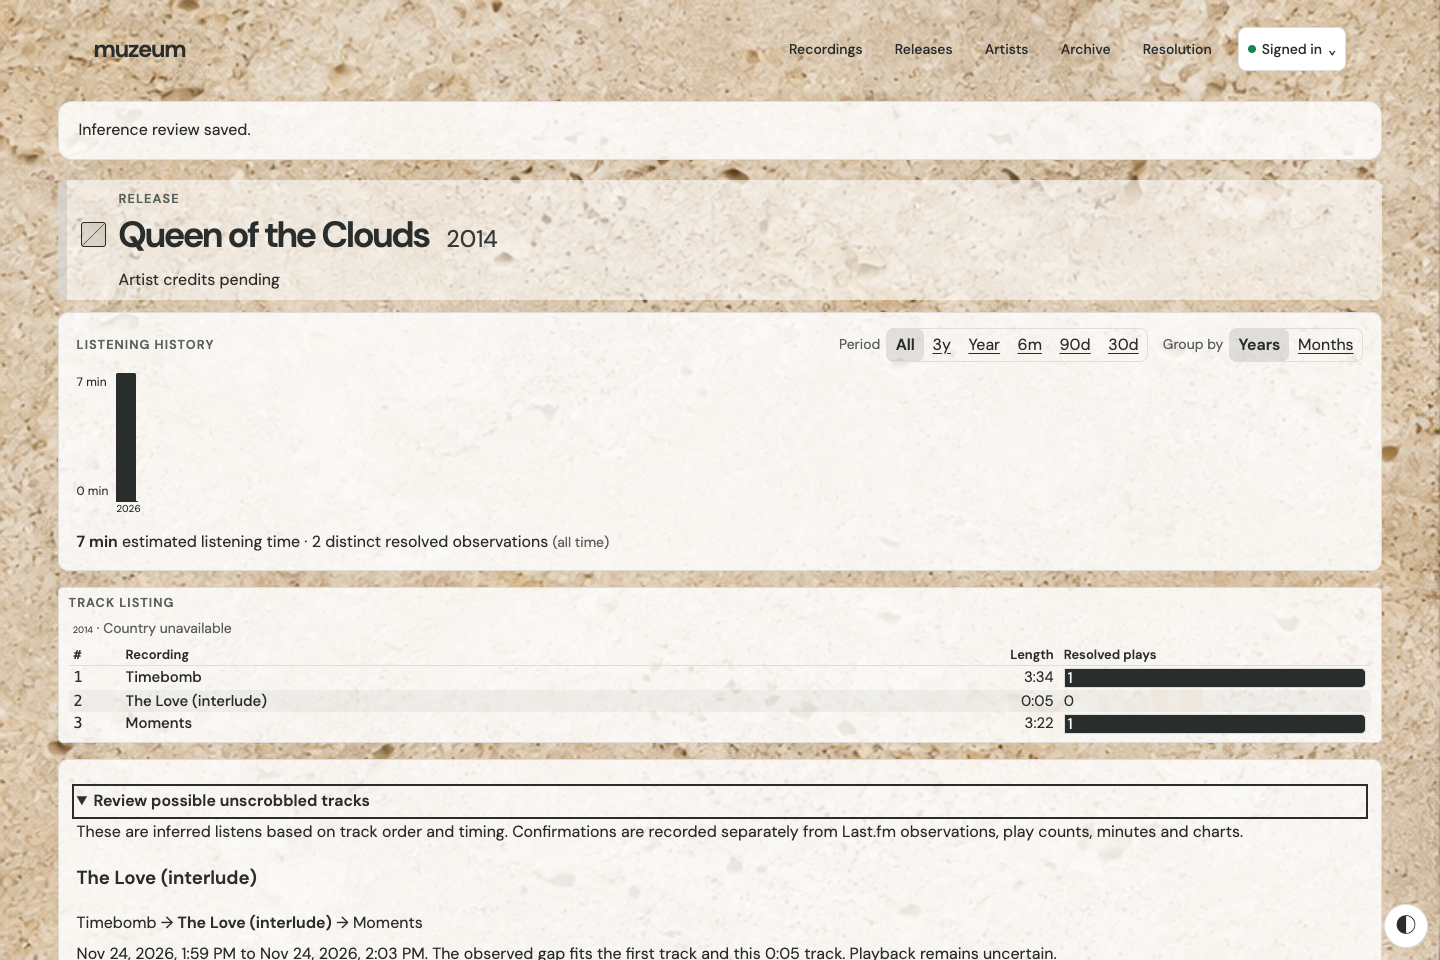 muzeum
Recordings Releases Artists Archive Resolution Signed in
Inference review saved.
RELEASE
Queen of the Clouds 2014
Artist credits pending
LISTENING HISTORY
Period All 3y Year 6m 90d 30d Group by Years Months
7 min
0 min
2026
7 min estimated listening time · 2 distinct resolved observations (all time)
TRACK LISTING
2014 · Country unavailable
# Recording Length Resolved plays
1 Timebomb 3:34 1
2 The Love (interlude) 0:05 0
3 Moments 3:22 1
▼ Review possible unscrobbled tracks
These are inferred listens based on track order and timing. Confirmations are recorded separately from Last.fm observations, play counts, minutes and charts.
The Love (interlude)
Timebomb → The Love (interlude) → Moments
Nov 24, 2026, 1:59 PM to Nov 24, 2026, 2:03 PM. The observed gap fits the first track and this 0:05 track. Playback remains uncertain.